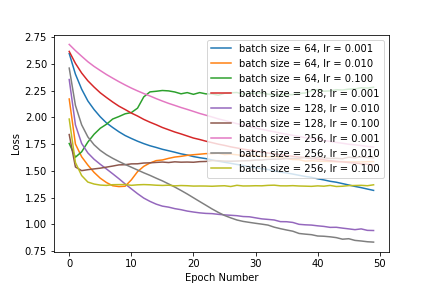 2.75
2.50
2.25
2.00
1.75
1.50
1.25
1.00
0.75
Loss
0 10 20 30 40 50
Epoch Number
batch size = 64, lr = 0.001
batch size = 64, lr = 0.010
batch size = 64, lr = 0.100
batch size = 128, lr = 0.001
batch size = 128, lr = 0.010
batch size = 128, lr = 0.100
batch size = 256, lr = 0.001
batch size = 256, lr = 0.010
batch size = 256, lr = 0.100